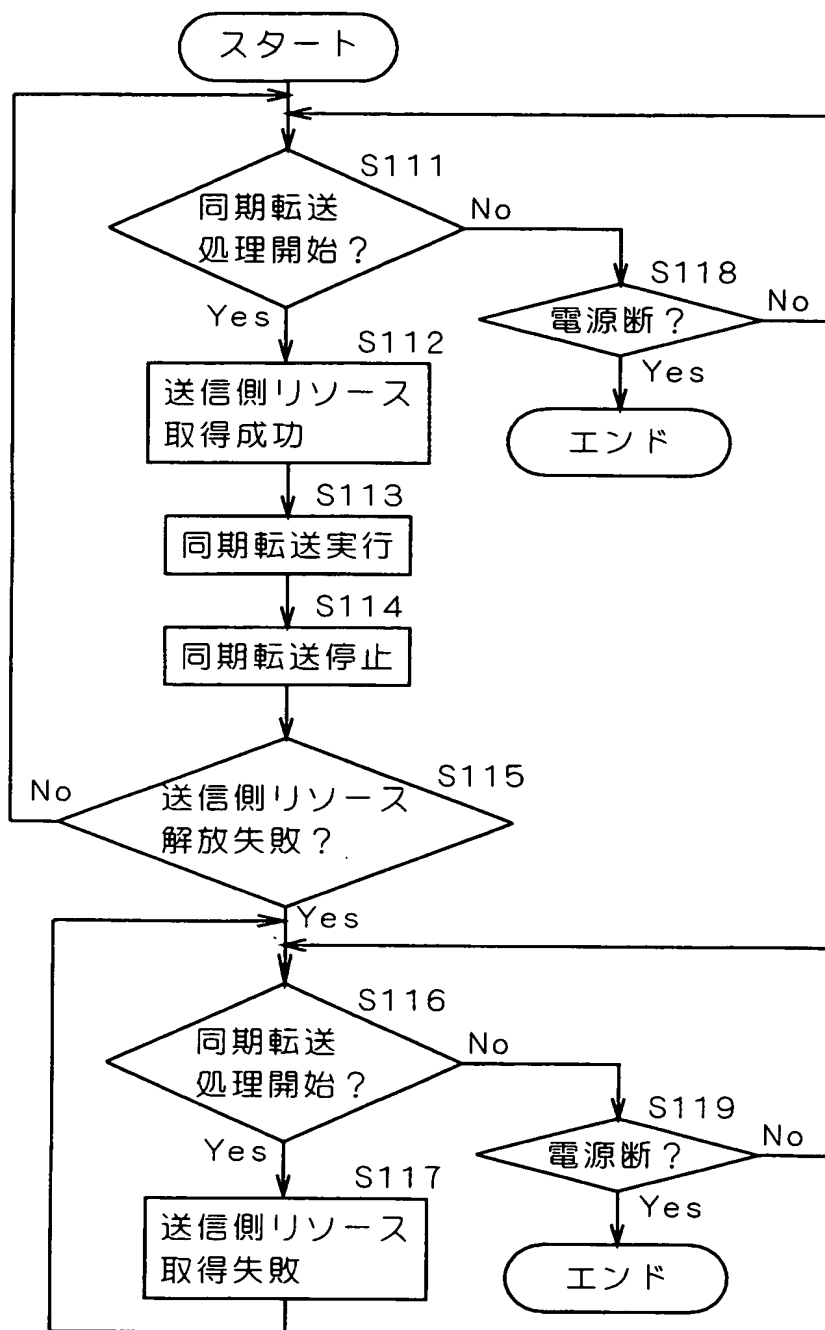 スタート
S111
同期転送
処理開始?
No
Yes
S118
電源断?
No
Yes
エンド
S112
送信側リソース
取得成功
S113
同期転送実行
S114
同期転送停止
S115
送信側リソース
解放失敗?
No
Yes
S116
同期転送
処理開始?
No
Yes
S119
電源断?
No
Yes
エンド
S117
送信側リソース
取得失敗